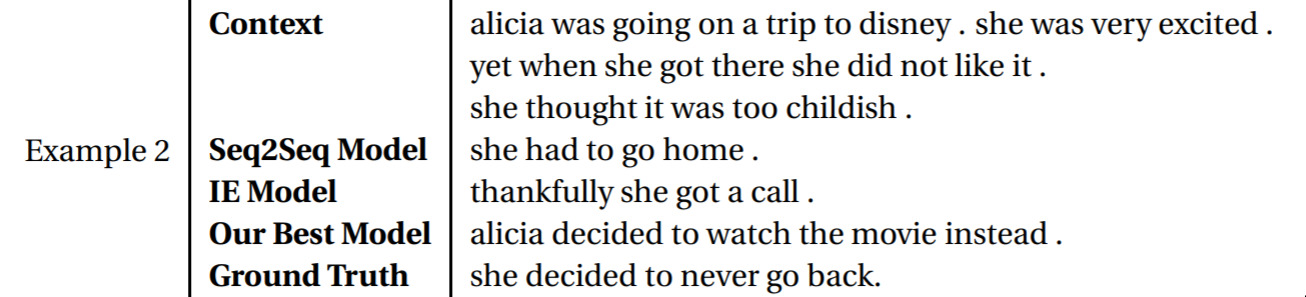 Context alicia was going on a trip to disney . she was very excited .
yet when she got there she did not like it .
she thought it was too childish .
Example 2 Seq2Seq Model she had to go home .
IE Model thankfully she got a call .
Our Best Model alicia decided to watch the movie instead .
Ground Truth she decided to never go back.